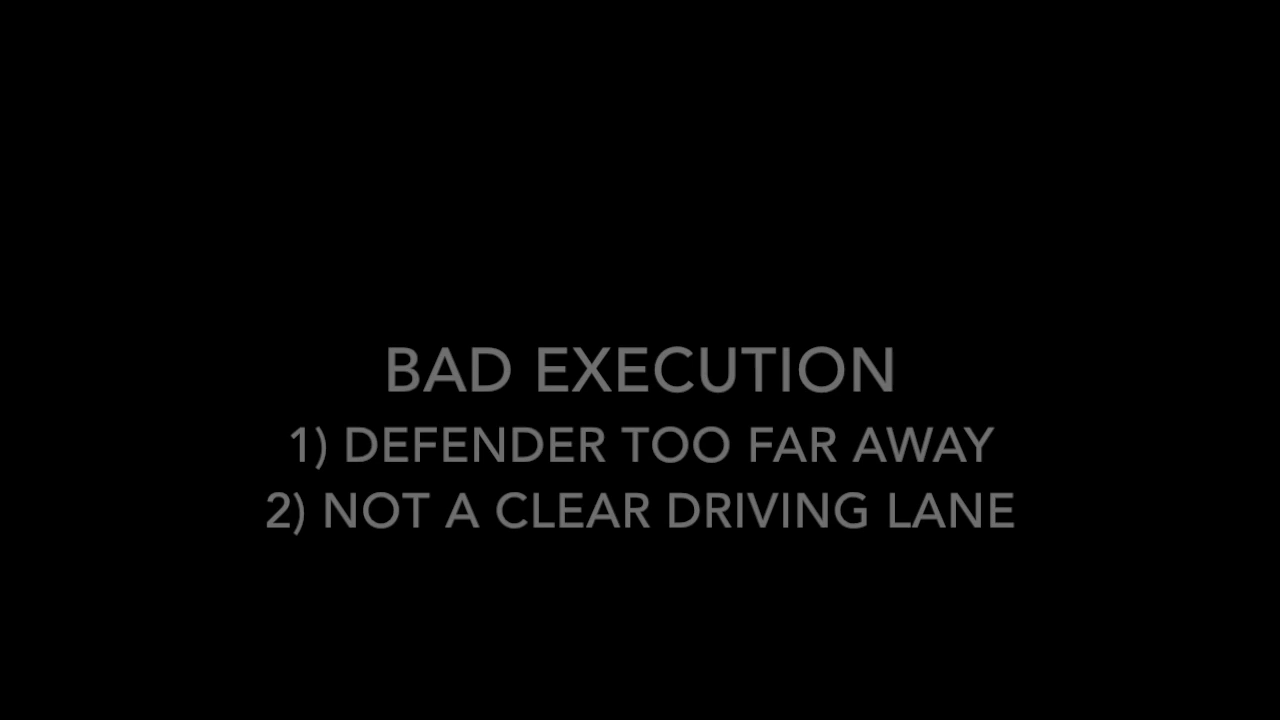 BAD EXECUTION
1) DEFENDER TOO FAR AWAY
2) NOT A CLEAR DRIVING LANE